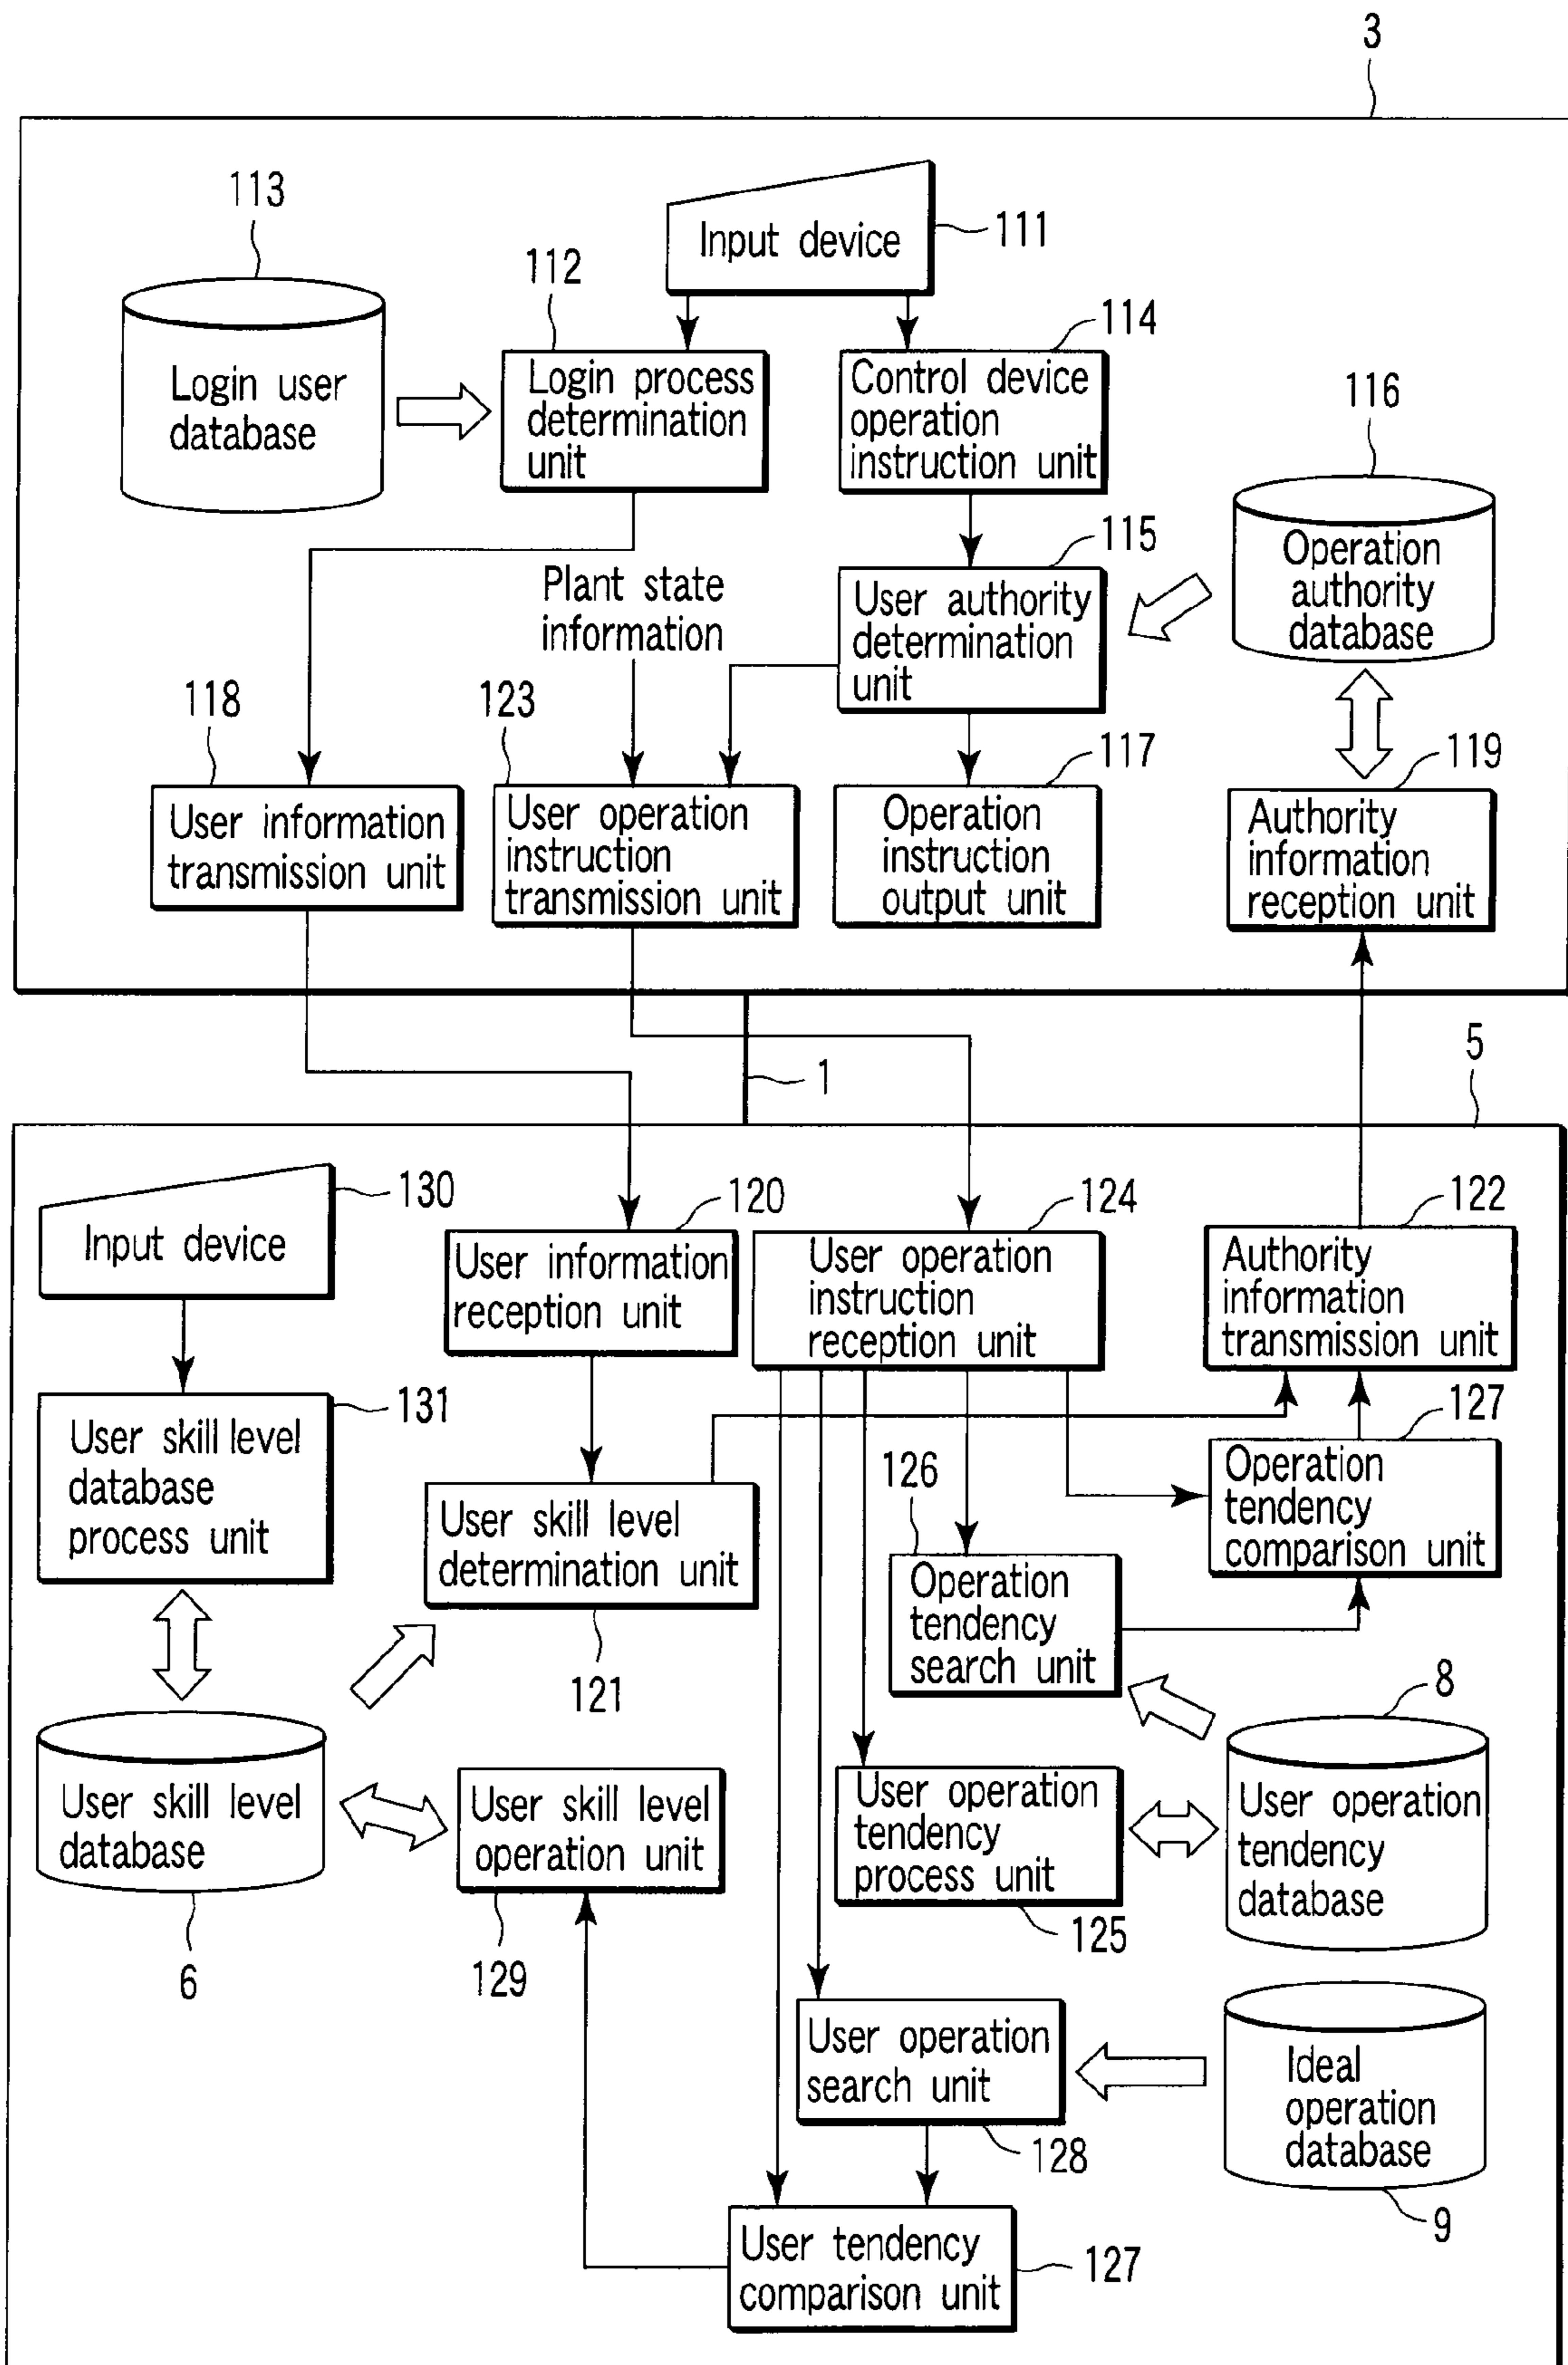 3
113
Login user
database
Input device
111
112
Login process
determination
unit
114
Control device
operation
instruction unit
116
Operation
authority
database
115
User authority
determination
unit
Plant state
information
118
User information
transmission unit
123
User operation
instruction
transmission unit
117
Operation
instruction
output unit
119
Authority
information
reception unit
1
5
130
Input device
120
User information
reception unit
124
User operation
instruction
reception unit
122
Authority
information
transmission unit
131
User skill level
database
process unit
127
Operation
tendency
comparison unit
User skill level
determination unit
121
126
Operation
tendency
search unit
8
User operation
tendency
database
User skill level
database
6
User skill level
operation unit
129
User operation
tendency
process unit
125
User operation
search unit
128
Ideal
operation
database
9
User tendency
comparison unit
127